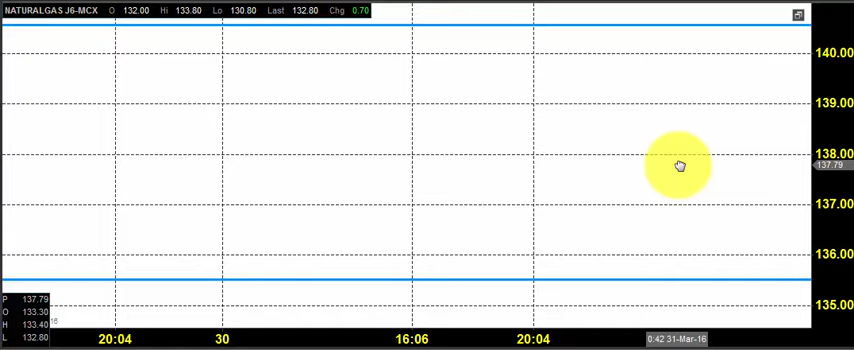 NATURALGAS J6-MCX O 132.00 Hi 133.80 Lo 130.80 Last 132.80 Chg 0.70
140.00
139.00
138.00
137.79
137.00
136.00
135.00
P 137.79
O 133.30
H 133.40
L 132.80
20:04 30 16:06 20:04 0:42 31-Mar-16